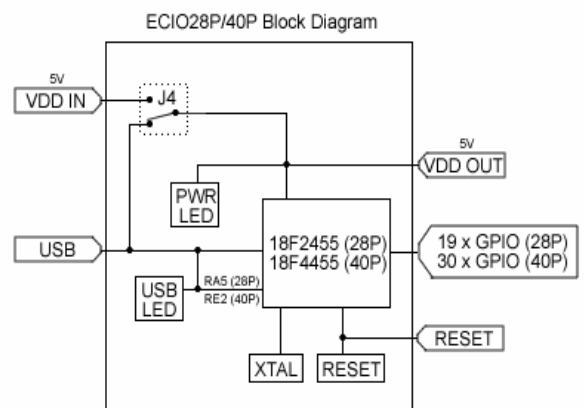 ECIO28P/40P Block Diagram
5V
VDD IN
J4
5V
VDD OUT
PWR
LED
USB
18F2455 (28P)
18F4455 (40P)
19 x GPIO (28P)
30 x GPIO (40P)
USB
LED
RA5 (28P)
RE2 (40P)
RESET
XTAL
RESET